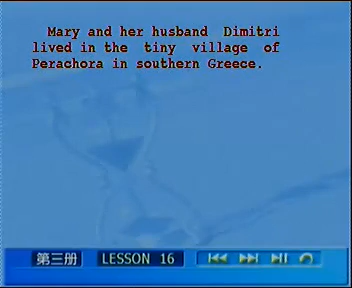 Mary and her husband Dimitri
lived in the tiny village of
Perachora in southern Greece.
第三册 LESSON 16